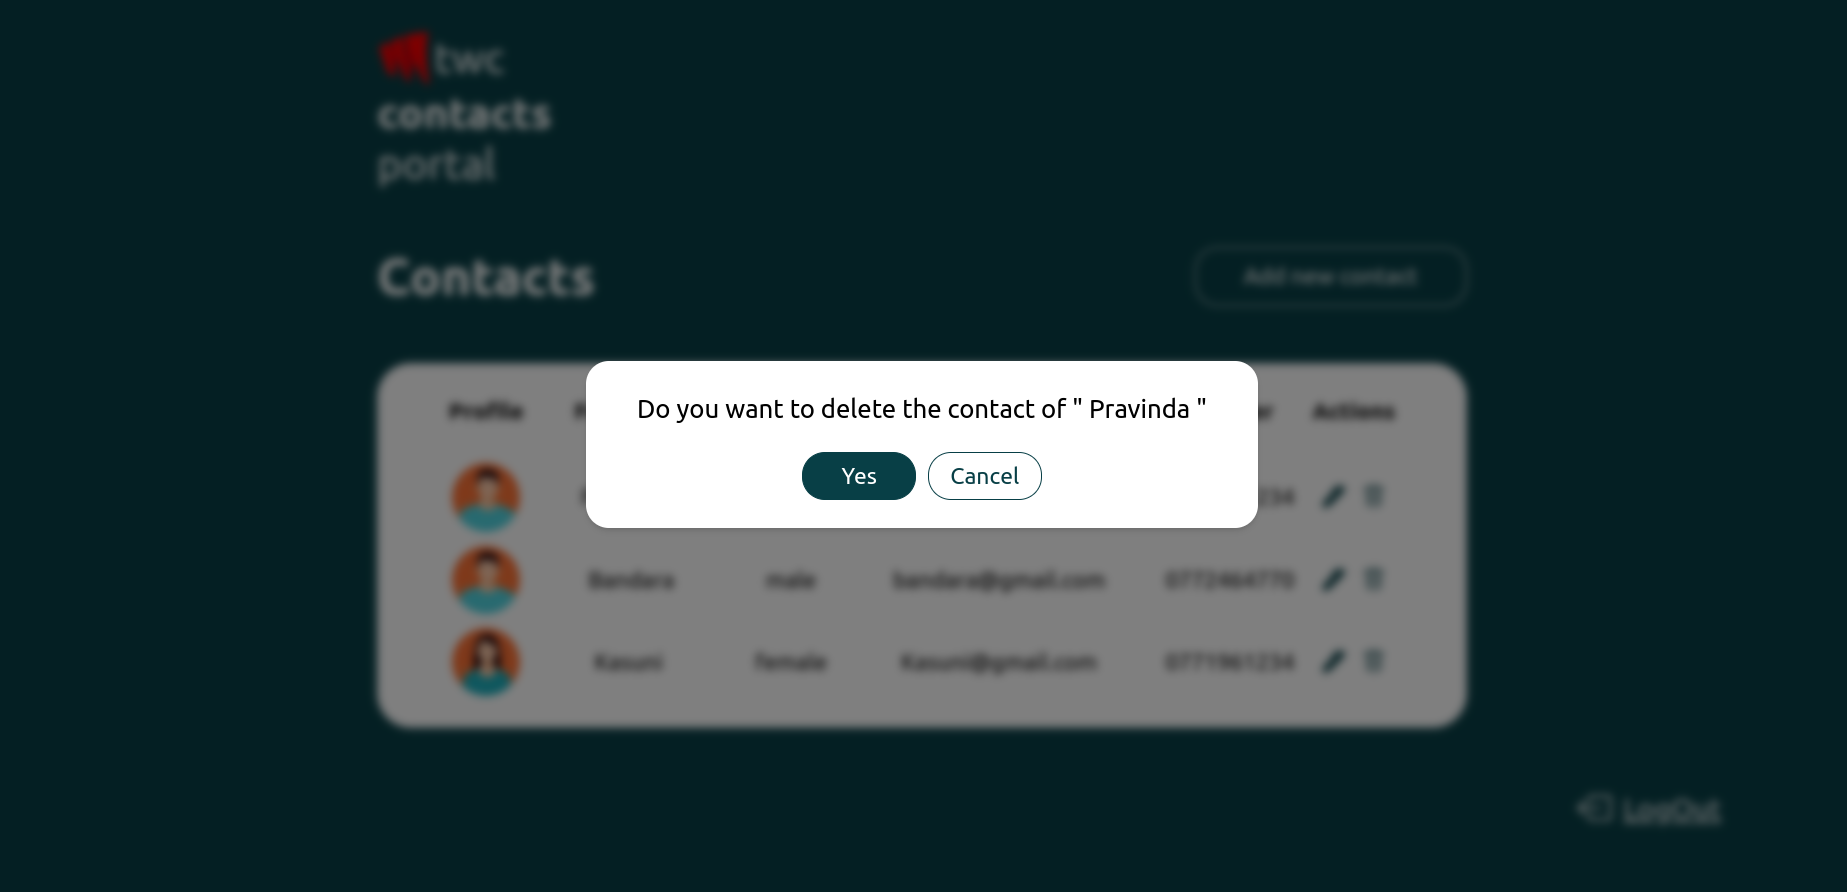 twc
contacts
portal
Contacts
Add new contact
Do you want to delete the contact of " Pravinda "
Yes
Cancel
Profile
Actions
Bandara male bandara@gmail.com 0772464770
Kasuni female Kasuni@gmail.com 0771961234
LogOut